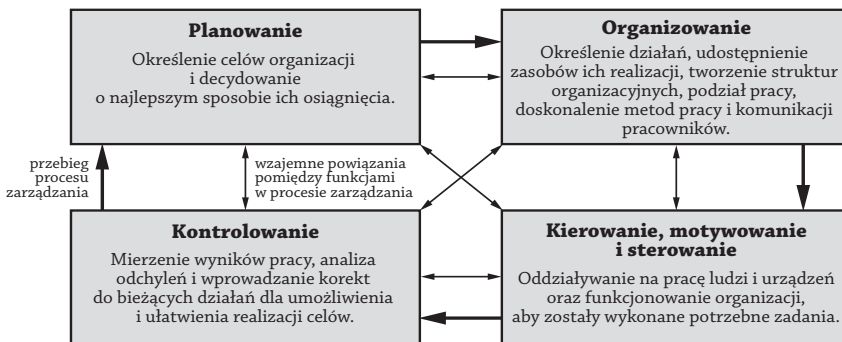 Planowanie
Określenie celów organizacji
i decydowanie
o najlepszym sposobie ich osiągnięcia.
Organizowanie
Określenie działań, udostępnienie
zasobów ich realizacji, tworzenie struktur
organizacyjnych, podział pracy,
doskonalenie metod pracy i komunikacji
pracowników.
przebieg
procesu
zarządzania
wzajemne powiązania
pomiędzy funkcjami
w procesie zarządzania
Kontrolowanie
Mierzenie wyników pracy, analiza
odchyleń i wprowadzanie korekt
do bieżących działań dla umożliwienia
i ułatwienia realizacji celów.
Kierowanie, motywowanie
i sterowanie
Oddziaływanie na pracę ludzi i urządzeń
oraz funkcjonowanie organizacji,
aby zostały wykonane potrzebne zadania.